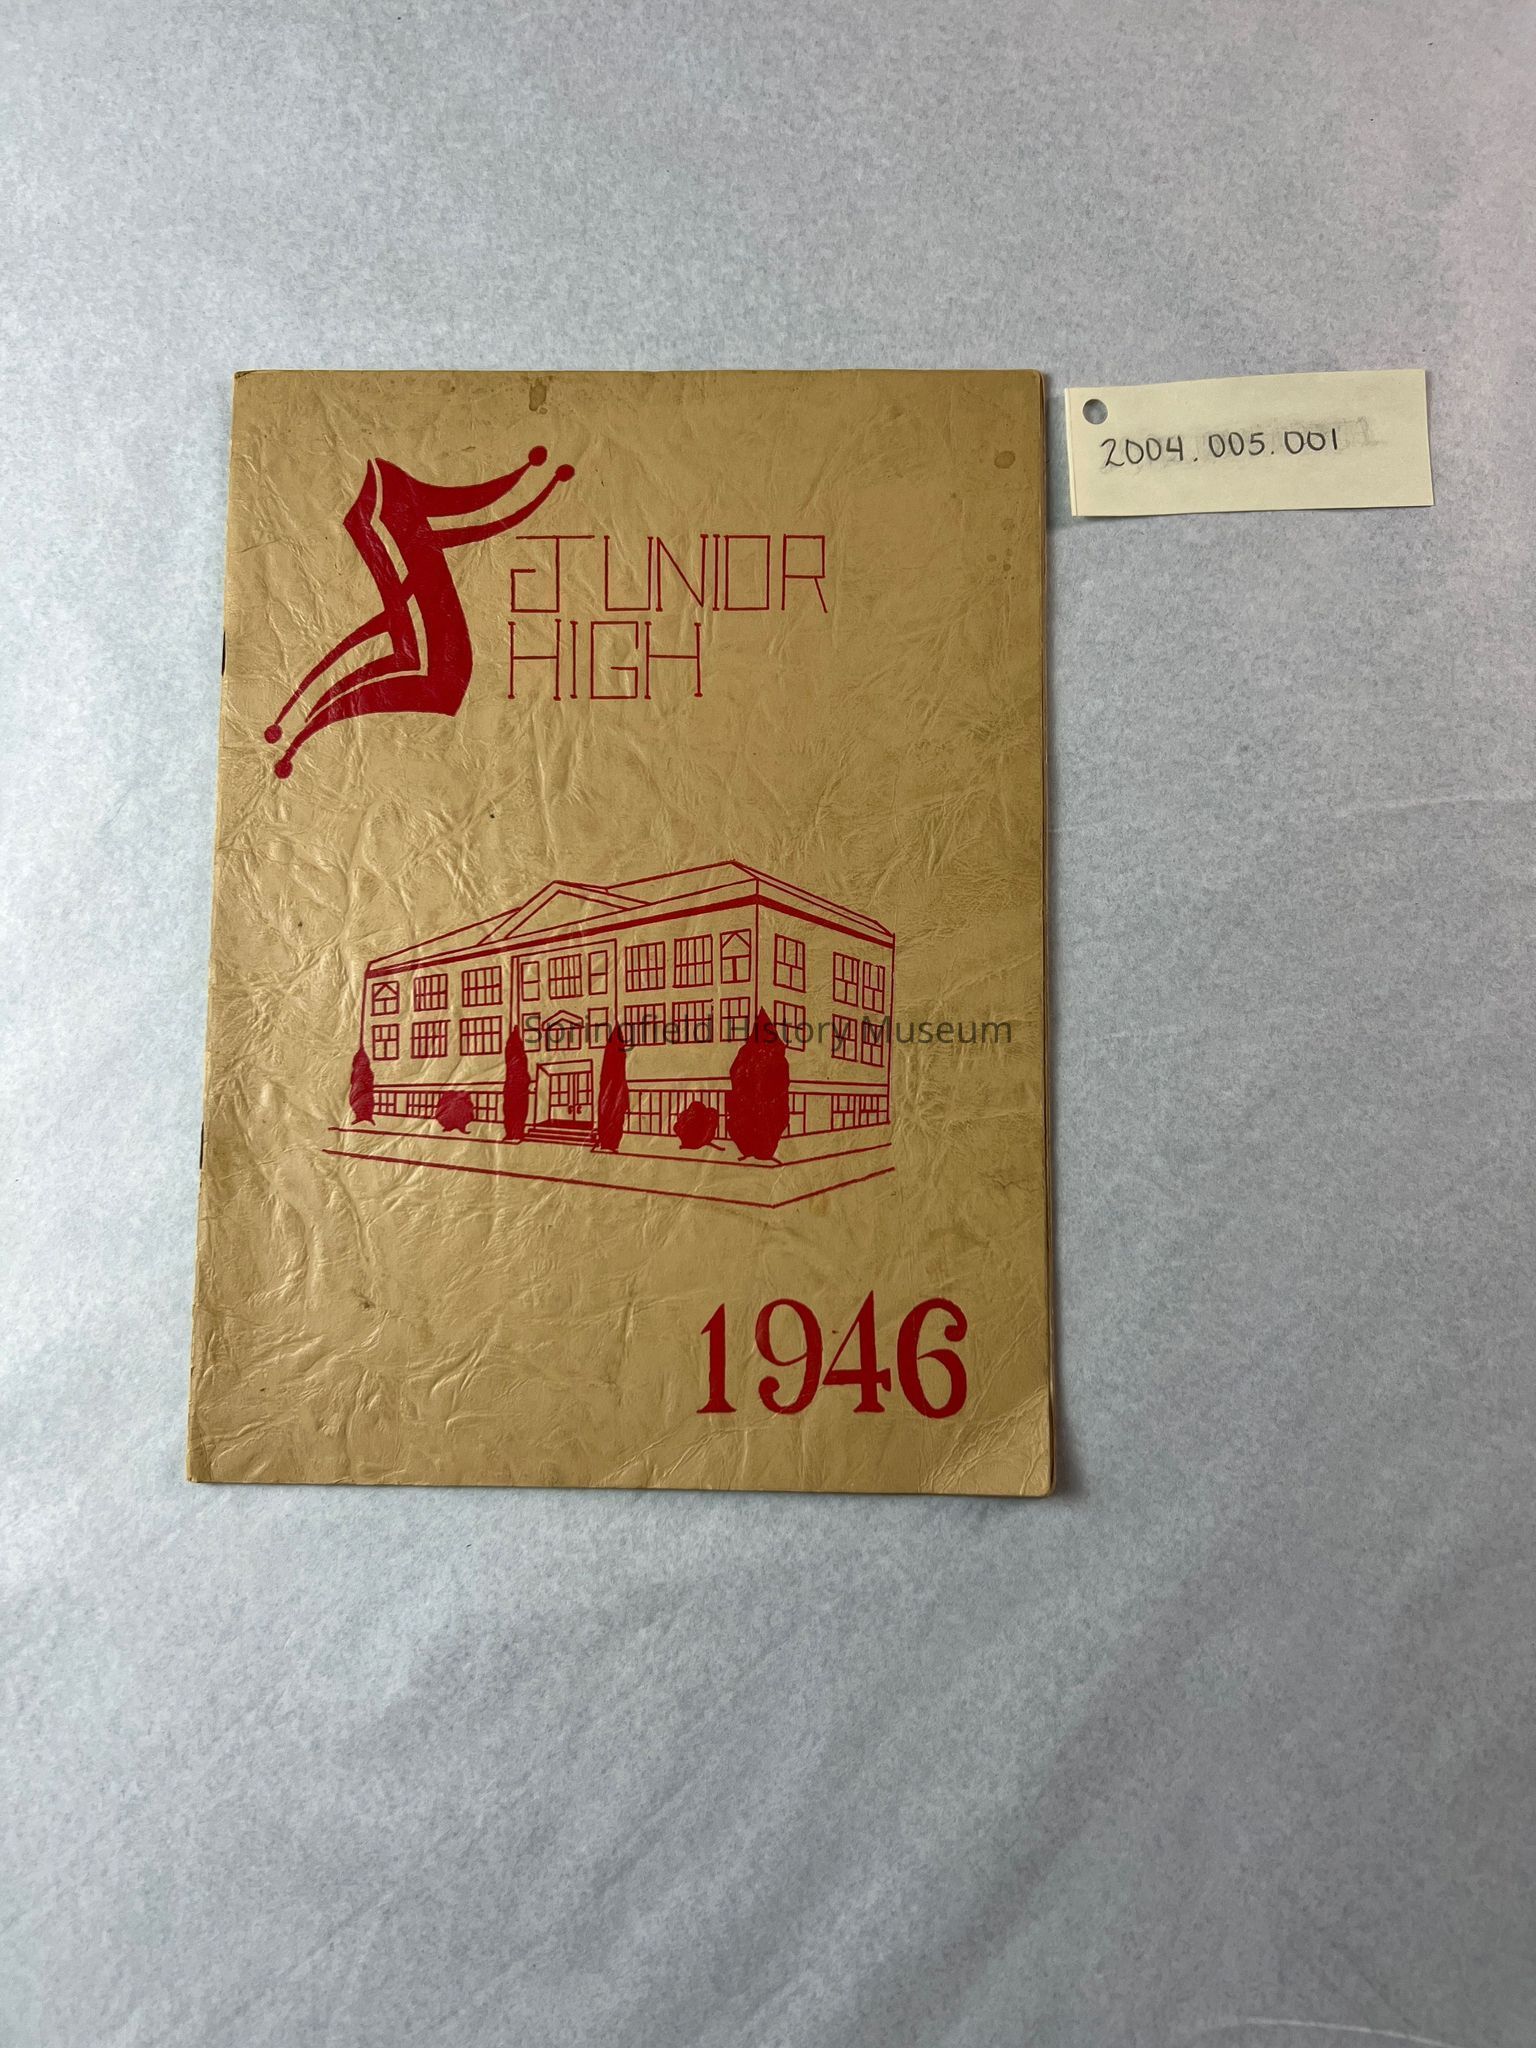 S JUNIOR
HIGH
2004.005.001
Springfield History Museum
1946